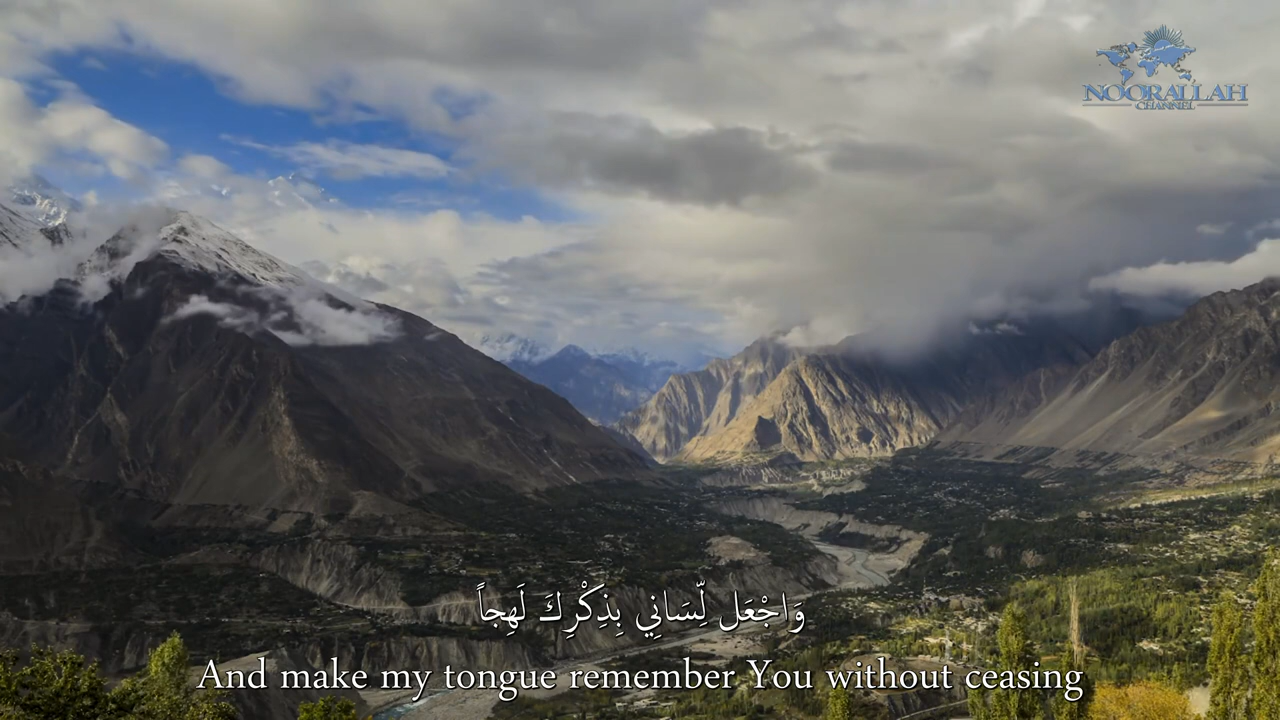 NOORALLAH
CHANNEL
وَاجْعَل لِّسَانِي بِذِكْرِكَ لَهِجاً
And make my tongue remember You without ceasing